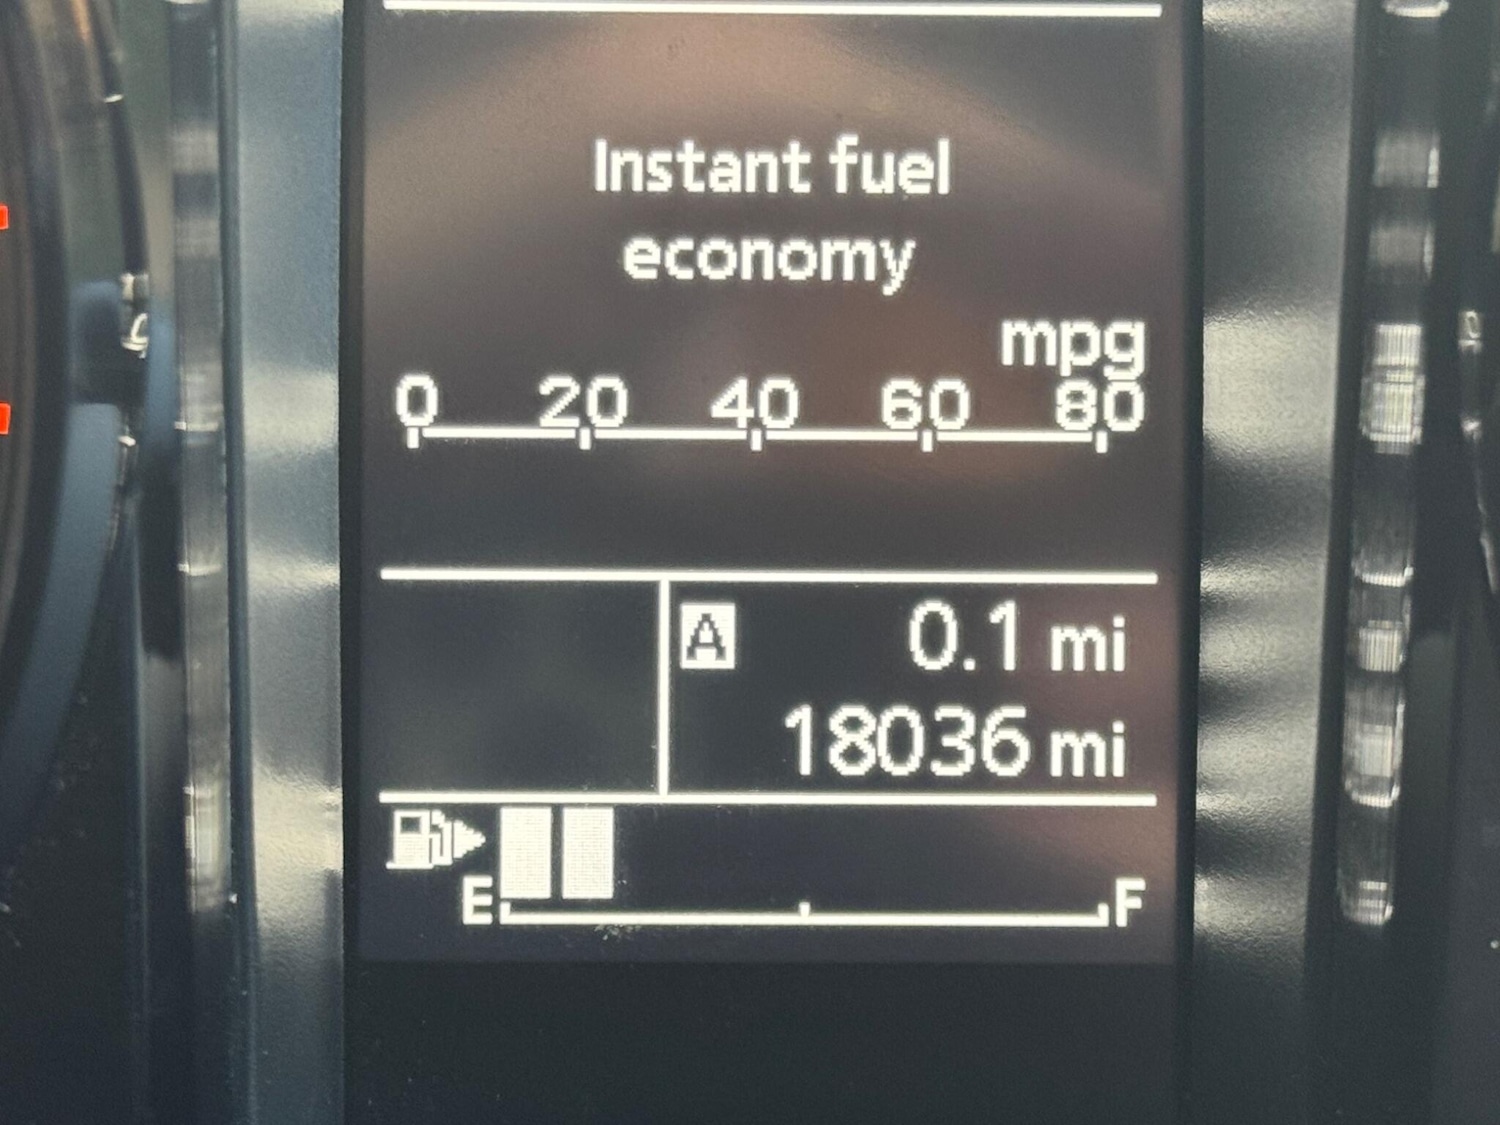 Instant fuel
economy
mpg
0 20 40 60 80
A 0.1 mi
18036 mi
E F